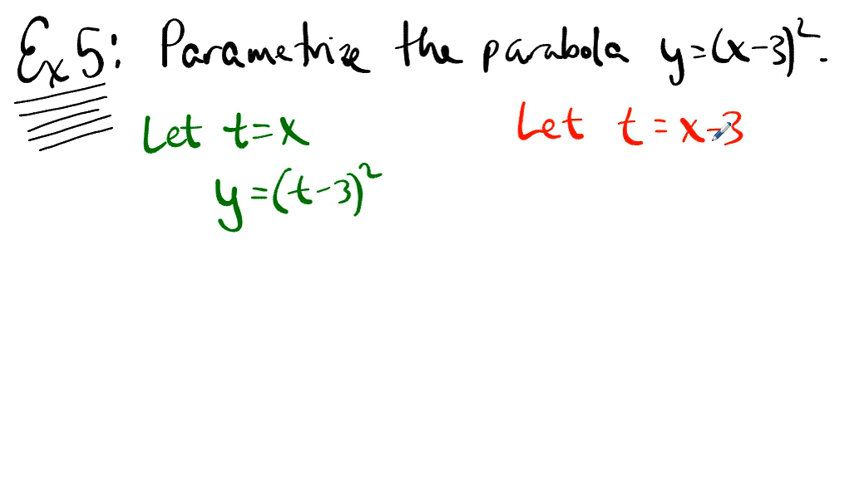 Ex 5: Parametrize the parabola y=(x-3)².
Let t=x
y=(t-3)²
Let t=x-3